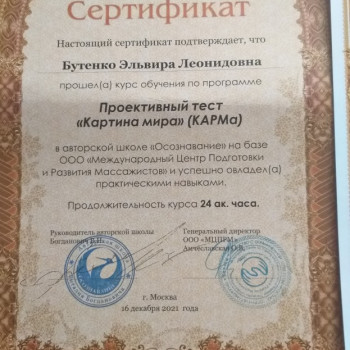 Сертификат
Настоящий сертификат подтверждает, что
Бутенко Эльвира Леонидовна
прошел(а) курс обучения по программе
Проективный тест
«Картина мира» (КАРМа)
в авторской школе «Осознавание» на базе
ООО «Международный Центр Подготовки
и Развития Массажистов» и успешно овладел(а)
практическими навыками.
Продолжительность курса 24 ак. часа.
Руководитель авторской школы
Генеральный директор
ООО «МЦПРМ»
г. Москва
16 декабря 2021 года